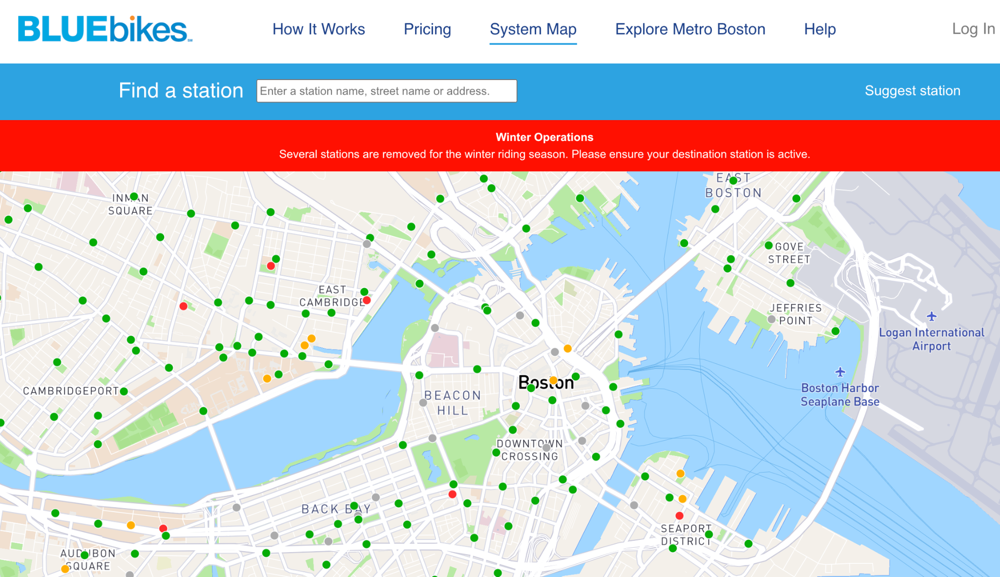 BLUEbikes SM
How It Works
Pricing
System Map
Explore Metro Boston
Help
Log In
Find a station
Enter a station name, street name or address.
Suggest station
Winter Operations
Several stations are removed for the winter riding season. Please ensure your destination station is active.
EAST
BOSTON
INMAN
SQUARE
GOVE
STREET
EAST
CAMBRIDGE
JEFFRIES
POINT
Logan International
Airport
Boston
Boston Harbor
Seaplane Base
CAMBRIDGEPORT
BEACON
HILL
DOWNTOWN
CROSSING
BACK BAY
SEAPORT
DISTRICT
AUDUBON
SQUARE